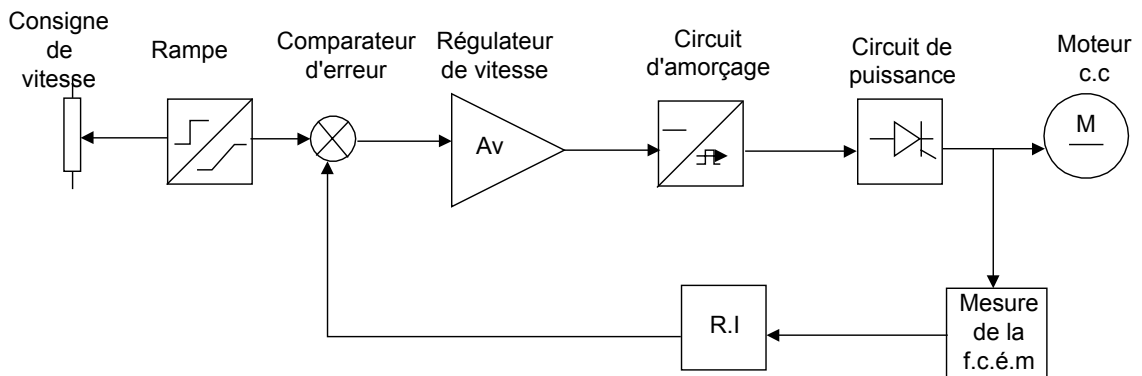 Consigne
de
vitesse
Rampe
Comparateur
d'erreur
Régulateur
de vitesse
Circuit
d'amorçage
Circuit de
puissance
Moteur
c.c
Av
M
R.I
Mesure
de la
f.c.é.m